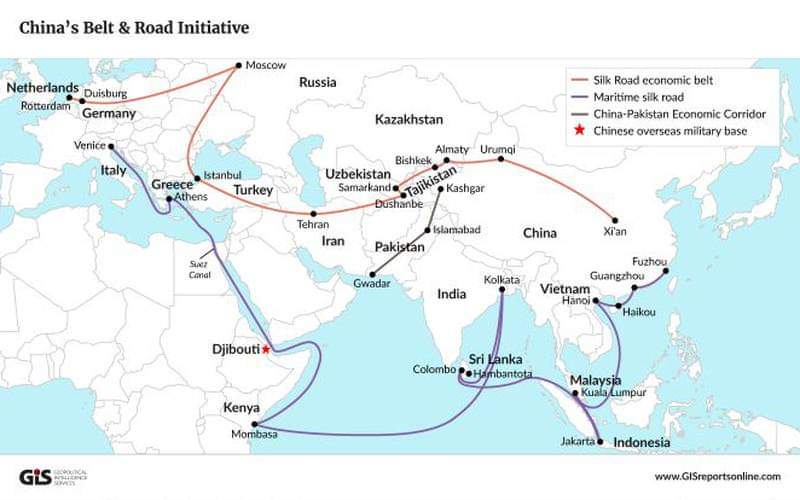 China's Belt & Road Initiative
Silk Road economic belt
Maritime silk road
China-Pakistan Economic Corridor
Chinese overseas military base
Moscow
Russia
Netherlands
Duisburg
Rotterdam
Germany
Kazakhstan
Venice
Italy
Almaty
Urumqi
Bishkek
Uzbekistan
Tajikistan
Istanbul
Greece
Turkey
Athens
Samarkand
Dushanbe
Kashgar
Tehran
Iran
Pakistan
Islamabad
China
Xi'an
Suez
Canal
Gwadar
Fuzhou
Guangzhou
Kolkata
India
Vietnam
Hanoi
Haikou
Djibouti
Sri Lanka
Colombo
Hambantota
Malaysia
Kuala Lumpur
Kenya
Mombasa
Jakarta
Indonesia
GIS
GEOPOLITICAL
INTELLIGENCE
SERVICES
www.GISreportsonline.com